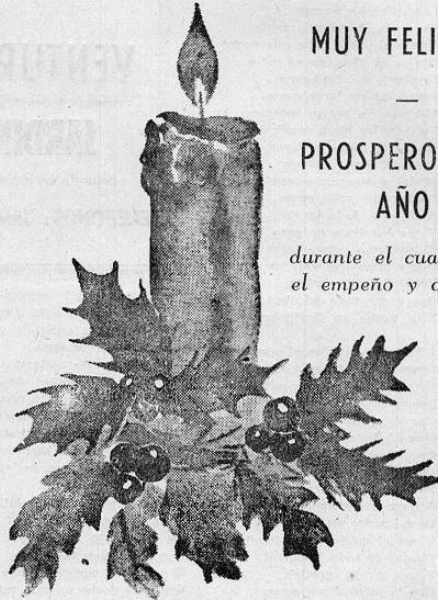 MUY FELI
—
PROSPERO
AÑO
durante el cua
el empeño y